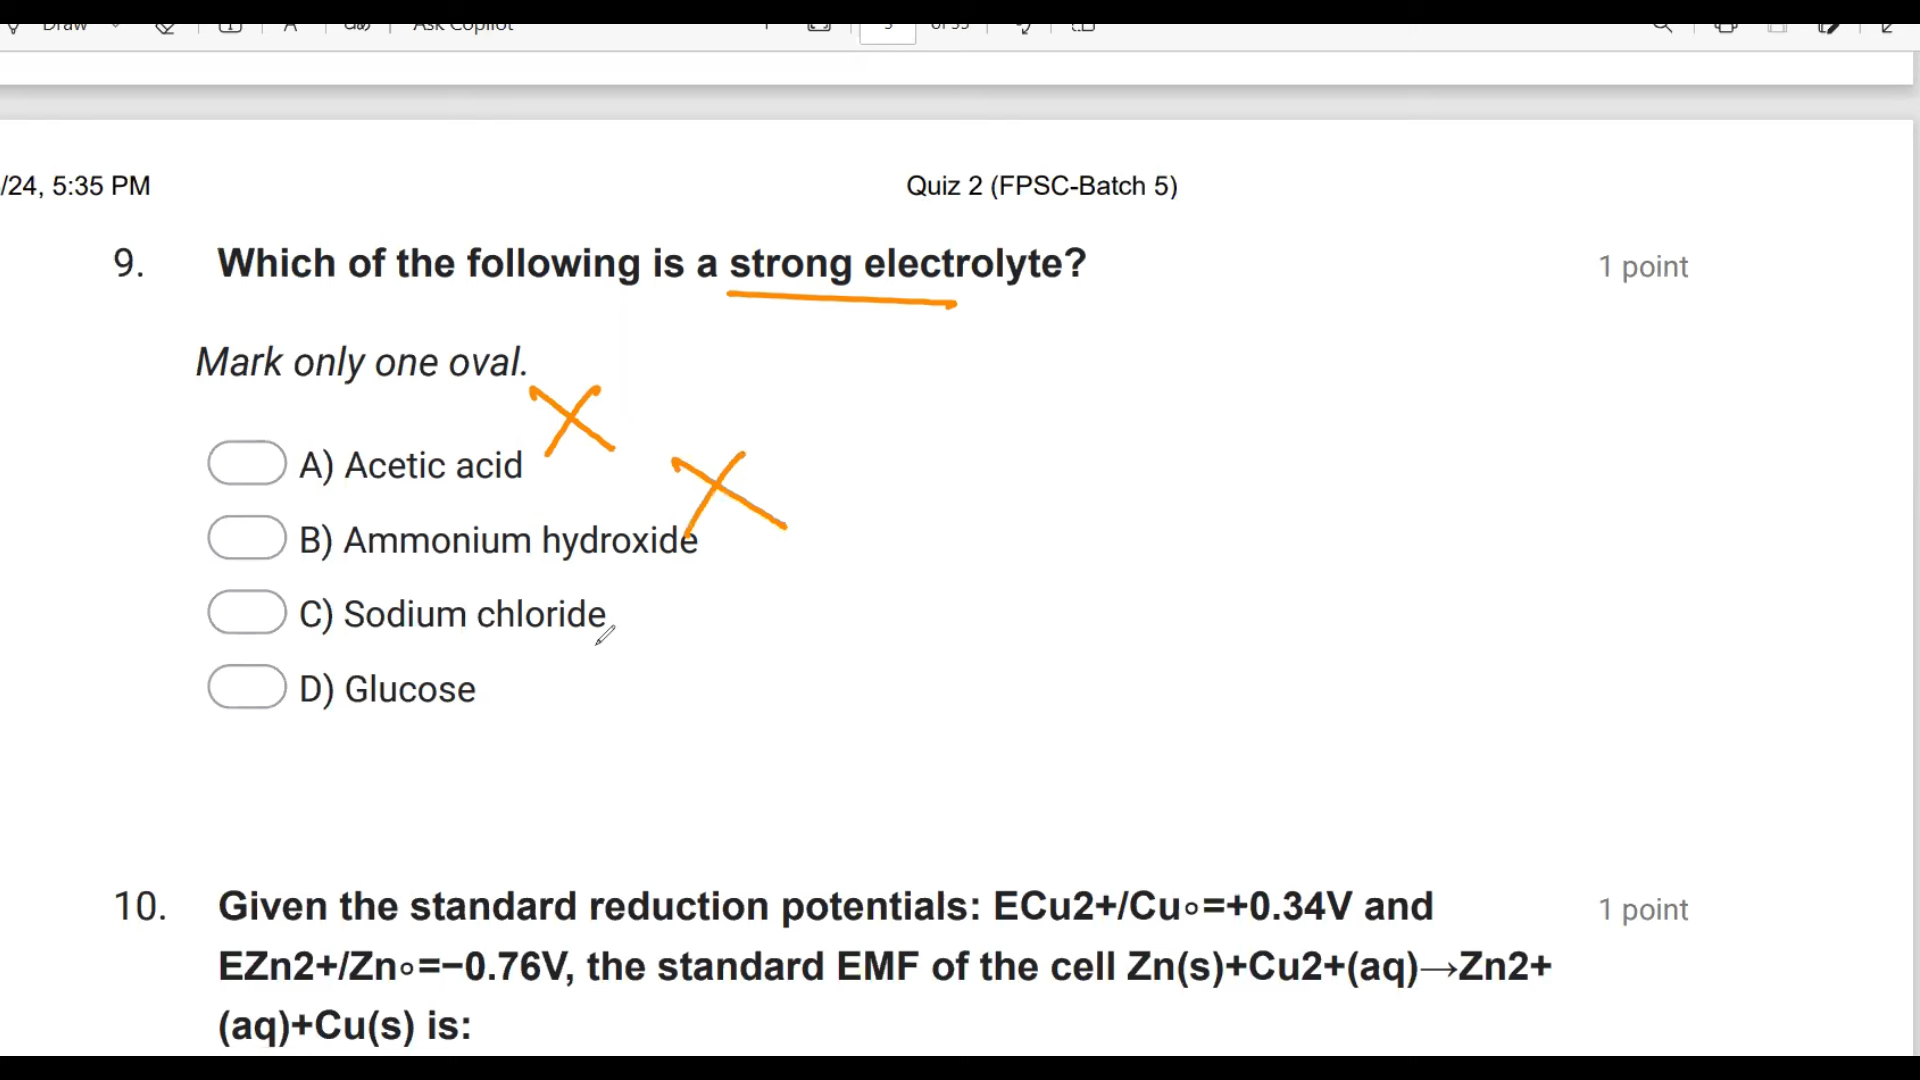 Draw
Ask Copilot
/24, 5:35 PM
Quiz 2 (FPSC-Batch 5)
9. Which of the following is a strong electrolyte? 1 point
Mark only one oval.
A) Acetic acid
B) Ammonium hydroxide
C) Sodium chloride
D) Glucose
10. Given the standard reduction potentials: ECu2+/Cu∘=+0.34V and 1 point
EZn2+/Zn∘=−0.76V, the standard EMF of the cell Zn(s)+Cu2+(aq)→Zn2+
(aq)+Cu(s) is: